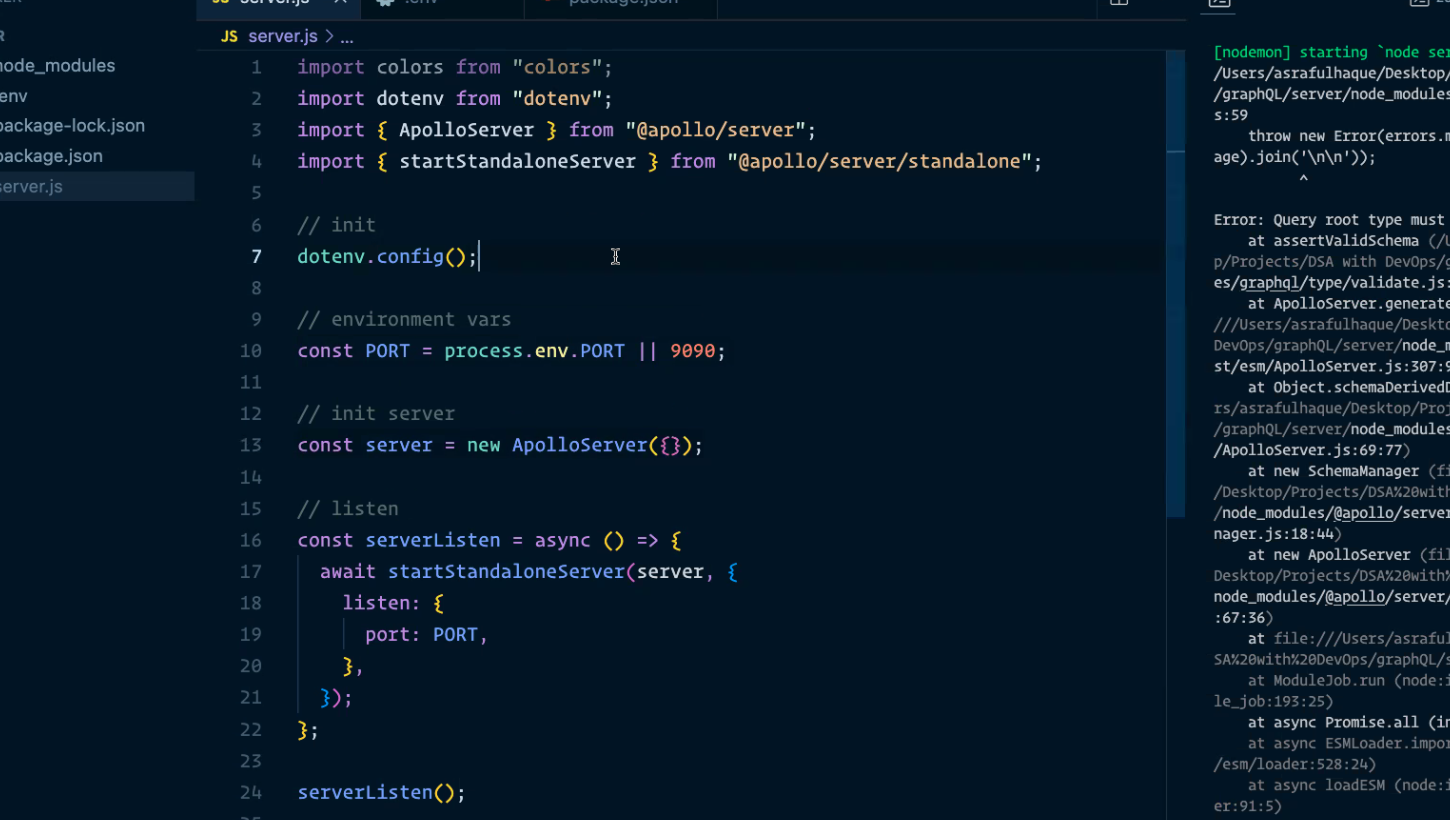 server.js
.env
package.json
JS server.js > ...
node_modules
env
package-lock.json
package.json
server.js
1 import colors from "colors";
2 import dotenv from "dotenv";
3 import { ApolloServer } from "@apollo/server";
4 import { startStandaloneServer } from "@apollo/server/standalone";
5
6 // init
7 dotenv.config();
8
9 // environment vars
10 const PORT = process.env.PORT || 9090;
11
12 // init server
13 const server = new ApolloServer({});
14
15 // listen
16 const serverListen = async () => {
17 await startStandaloneServer(server, {
18 listen: {
19 port: PORT,
20 },
21 });
22 };
23
24 serverListen();
[nodemon] starting `node ser
/Users/asrafulhaque/Desktop/
/graphQL/server/node_modules
s:59
throw new Error(errors.m
age).join('\n\n'));
^
Error: Query root type must
at assertValidSchema (/U
p/Projects/DSA with DevOps/g
es/graphql/type/validate.js:
at ApolloServer.generate
///Users/asrafulhaque/Deskto
DevOps/graphQL/server/node_m
st/esm/ApolloServer.js:307:9
at Object.schemaDerivedD
rs/asrafulhaque/Desktop/Proj
/graphQL/server/node_modules
/ApolloServer.js:69:77)
at new SchemaManager (fi
/Desktop/Projects/DSA%20with
/node_modules/@apollo/server
nager.js:18:44)
at new ApolloServer (fil
Desktop/Projects/DSA%20with%
node_modules/@apollo/server/
:67:36)
at file:///Users/asraful
SA%20with%20DevOps/graphQL/s
at ModuleJob.run (node:i
le_job:193:25)
at async Promise.all (in
at async ESMLoader.impor
/esm/loader:528:24)
at async loadESM (node:i
er:91:5)